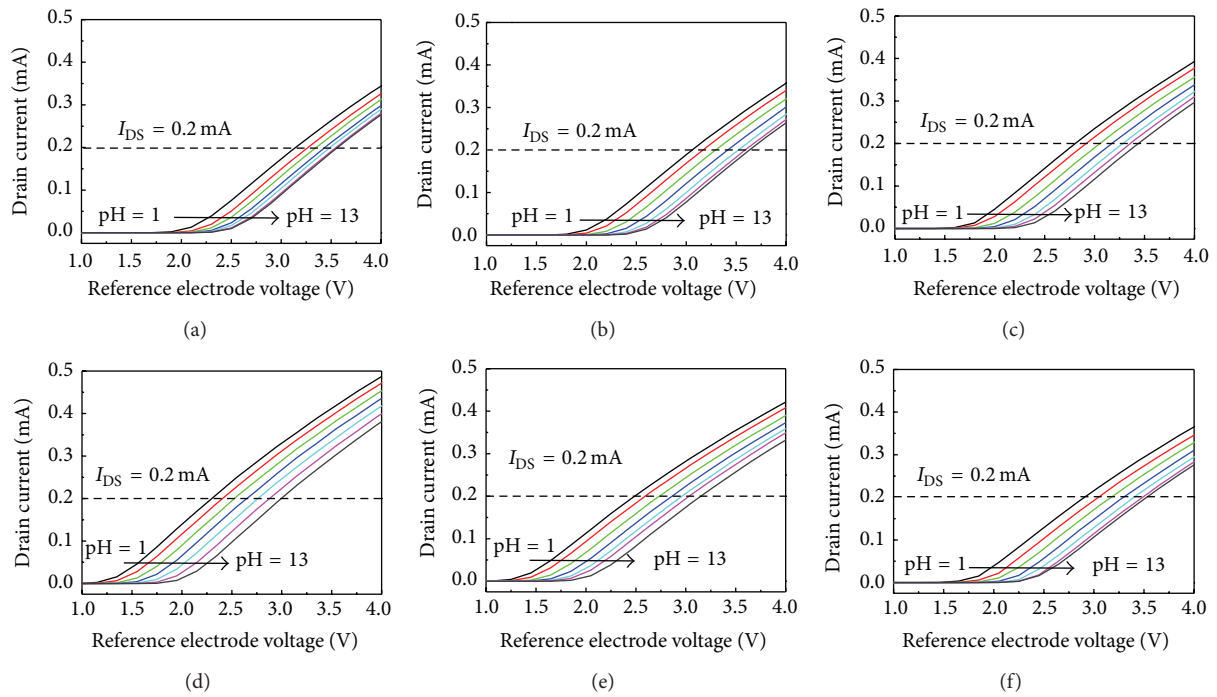 0.5
0.4
0.3
0.2
0.1
0.0
Drain current (mA)
I_DS = 0.2 mA
pH = 1
pH = 13
1.0 1.5 2.0 2.5 3.0 3.5 4.0
Reference electrode voltage (V)
(a)
0.5
0.4
0.3
0.2
0.1
0.0
Drain current (mA)
I_DS = 0.2 mA
pH = 1
pH = 13
1.0 1.5 2.0 2.5 3.0 3.5 4.0
Reference electrode voltage (V)
(b)
0.5
0.4
0.3
0.2
0.1
0.0
Drain current (mA)
I_DS = 0.2 mA
pH = 1
pH = 13
1.0 1.5 2.0 2.5 3.0 3.5 4.0
Reference electrode voltage (V)
(c)
0.5
0.4
0.3
0.2
0.1
0.0
Drain current (mA)
I_DS = 0.2 mA
pH = 1
pH = 13
1.0 1.5 2.0 2.5 3.0 3.5 4.0
Reference electrode voltage (V)
(d)
0.5
0.4
0.3
0.2
0.1
0.0
Drain current (mA)
I_DS = 0.2 mA
pH = 1
pH = 13
1.0 1.5 2.0 2.5 3.0 3.5 4.0
Reference electrode voltage (V)
(e)
0.5
0.4
0.3
0.2
0.1
0.0
Drain current (mA)
I_DS = 0.2 mA
pH = 1
pH = 13
1.0 1.5 2.0 2.5 3.0 3.5 4.0
Reference electrode voltage (V)
(f)